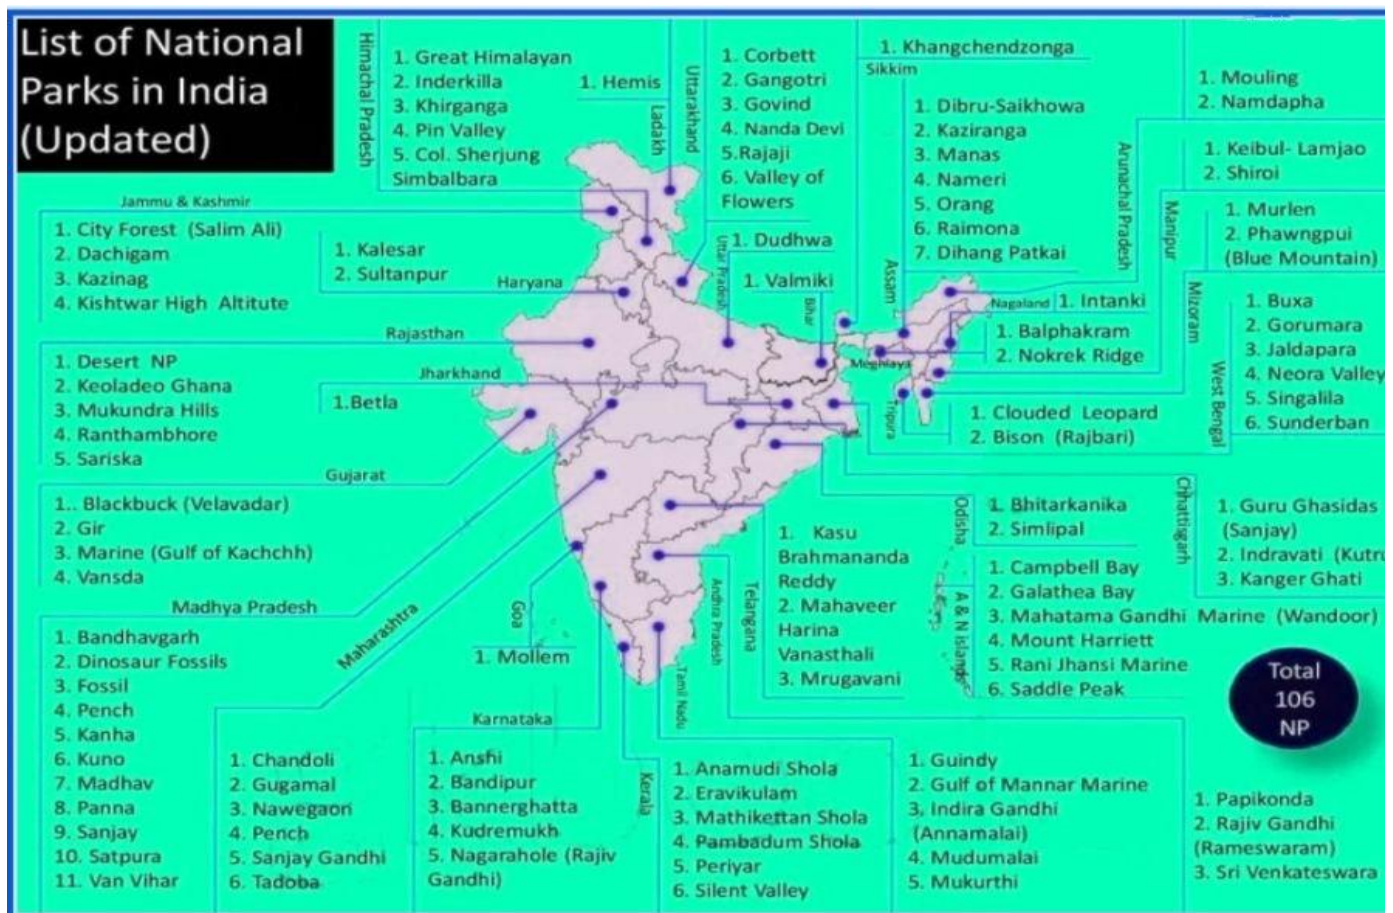 List of National
Parks in India
(Updated)
Himachal Pradesh
1. Great Himalayan
2. Inderkilla
3. Khirganga
4. Pin Valley
5. Col. Sherjung
Simbalbara
1. Hemis
Ladakh
Uttarakhand
1. Corbett
2. Gangotri
3. Govind
4. Nanda Devi
5.Rajaji
6. Valley of
Flowers
1. Khangchendzonga
Sikkim
1. Dibru-Saikhowa
2. Kaziranga
3. Manas
4. Nameri
5. Orang
6. Raimona
7. Dihang Patkai
Assam
1. Mouling
2. Namdapha
Arunachal Pradesh
1. Keibul- Lamjao
2. Shiroi
Manipur
1. Murlen
2. Phawngpui
(Blue Mountain)
Mizoram
Jammu & Kashmir
1. City Forest (Salim Ali)
2. Dachigam
3. Kazinag
4. Kishtwar High Altitute
1. Kalesar
2. Sultanpur
Haryana
1. Dudhwa
Uttar Pradesh
1. Valmiki
Bihar
Nagaland
1. Intanki
1. Balphakram
2. Nokrek Ridge
Meghlaya
1. Buxa
2. Gorumara
3. Jaldapara
4. Neora Valley
5. Singalila
6. Sunderban
West Bengal
Rajasthan
1. Desert NP
2. Keoladeo Ghana
3. Mukundra Hills
4. Ranthambhore
5. Sariska
Jharkhand
1.Betla
Tripura
1. Clouded Leopard
2. Bison (Rajbari)
Gujarat
1.. Blackbuck (Velavadar)
2. Gir
3. Marine (Gulf of Kachchh)
4. Vansda
Odisha
1. Bhitarkanika
2. Simlipal
Chhattisgarh
1. Guru Ghasidas
(Sanjay)
2. Indravati (Kutru
3. Kanger Ghati
1. Kasu
Brahmananda
Reddy
2. Mahaveer
Harina
Vanasthali
3. Mrugavani
Telangana
A & N islands
1. Campbell Bay
2. Galathea Bay
3. Mahatama Gandhi Marine (Wandoor)
4. Mount Harriett
5. Rani Jhansi Marine
6. Saddle Peak
Total
106
NP
Madhya Pradesh
1. Bandhavgarh
2. Dinosaur Fossils
3. Fossil
4. Pench
5. Kanha
6. Kuno
7. Madhav
8. Panna
9. Sanjay
10. Satpura
11. Van Vihar
Maharashtra
1. Chandoli
2. Gugamal
3. Nawegaon
4. Pench
5. Sanjay Gandhi
6. Tadoba
Goa
1. Mollem
Karnataka
1. Anshi
2. Bandipur
3. Bannerghatta
4. Kudremukh
5. Nagarahole (Rajiv
Gandhi)
Kerala
1. Anamudi Shola
2. Eravikulam
3. Mathikettan Shola
4. Pambadum Shola
5. Periyar
6. Silent Valley
Tamil Nadu
1. Guindy
2. Gulf of Mannar Marine
3, Indira Gandhi
(Annamalai)
4. Mudumalai
5. Mukurthi
Andhra Pradesh
1. Papikonda
2. Rajiv Gandhi
(Rameswaram)
3. Sri Venkateswara